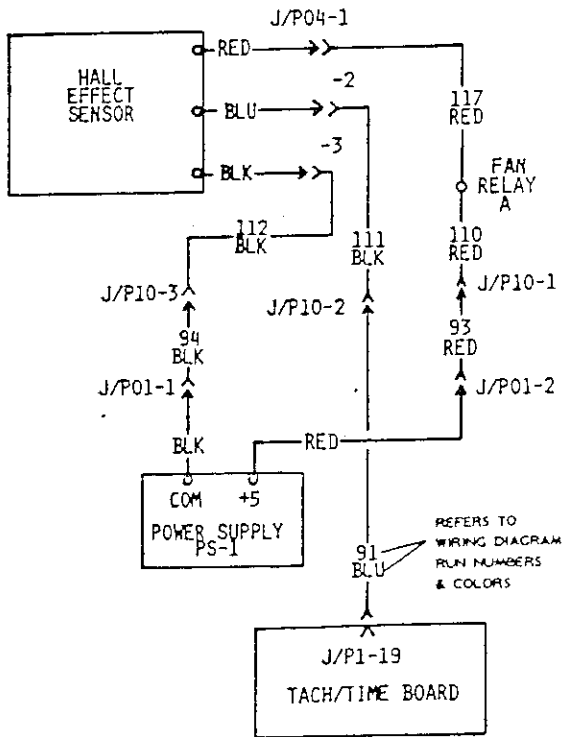 J/P04-1
RED
HALL
EFFECT
SENSOR
-2
BLU
117
RED
-3
BLK
FAN
RELAY
A
112
BLK
111
BLK
110
RED
J/P10-3
J/P10-2
J/P10-1
94
BLK
93
RED
J/P01-1
J/P01-2
BLK
RED
COM +5
POWER SUPPLY
PS-1
91
BLU
REFERS TO
WIRING DIAGRAM
RUN NUMBERS
& COLORS
J/P1-19
TACH/TIME BOARD